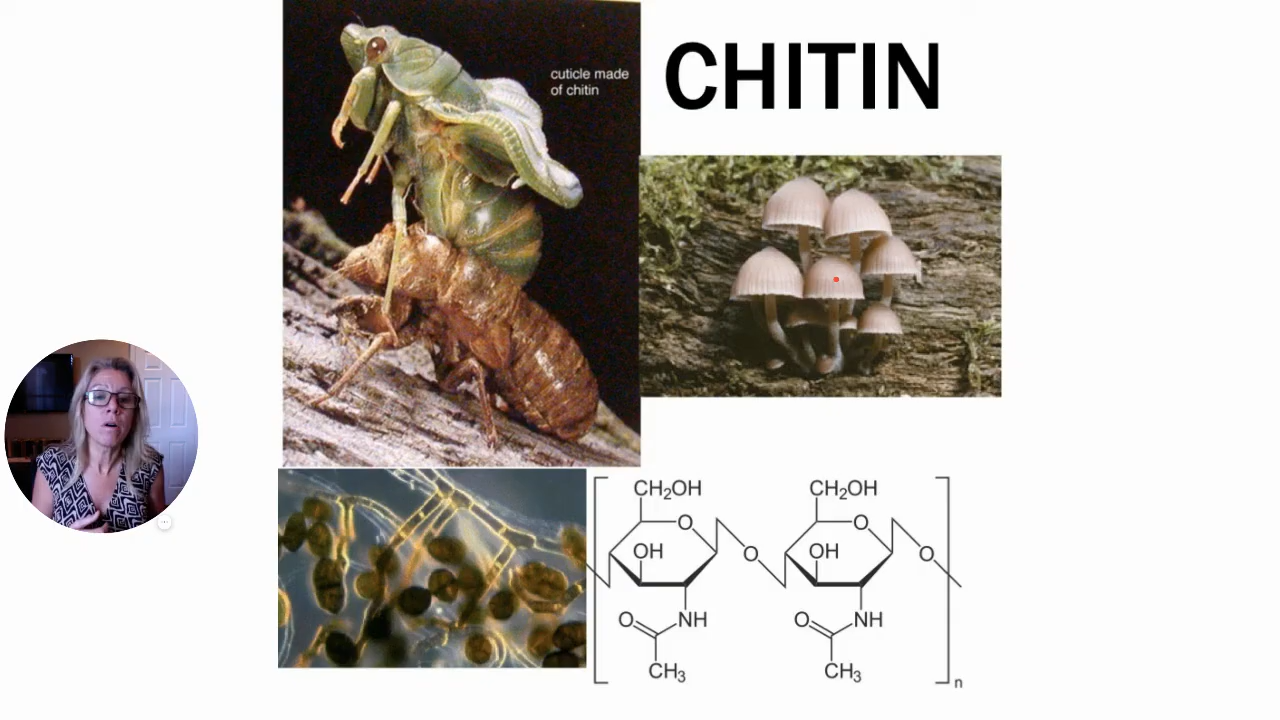 CHITIN
cuticle made
of chitin
CH₂OH CH₂OH
O O
OH OH O O
O NH O NH
CH₃ CH₃
n